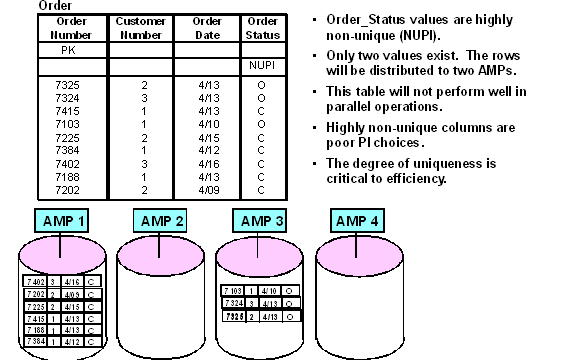 Order
Order Number Customer Number Order Date Order Status
PK
NUPI
7325 2 4/13 O
7324 3 4/13 O
7415 1 4/13 C
7103 1 4/10 O
7225 2 4/15 C
7384 1 4/12 C
7402 3 4/16 C
7188 1 4/13 C
7202 2 4/09 C
• Order_Status values are highly
non-unique (NUPI).
• Only two values exist. The rows
will be distributed to two AMPs.
• This table will not perform well in
parallel operations.
• Highly non-unique columns are
poor PI choices.
• The degree of uniqueness is
critical to efficiency.
AMP 1 AMP 2 AMP 3 AMP 4
7402 3 4/16 C
7202 2 4/09 C
7225 2 4/15 C
7415 1 4/13 C
7188 1 4/13 C
7384 1 4/12 C
7103 1 4/10 O
7324 3 4/13 O
7325 2 4/13 O